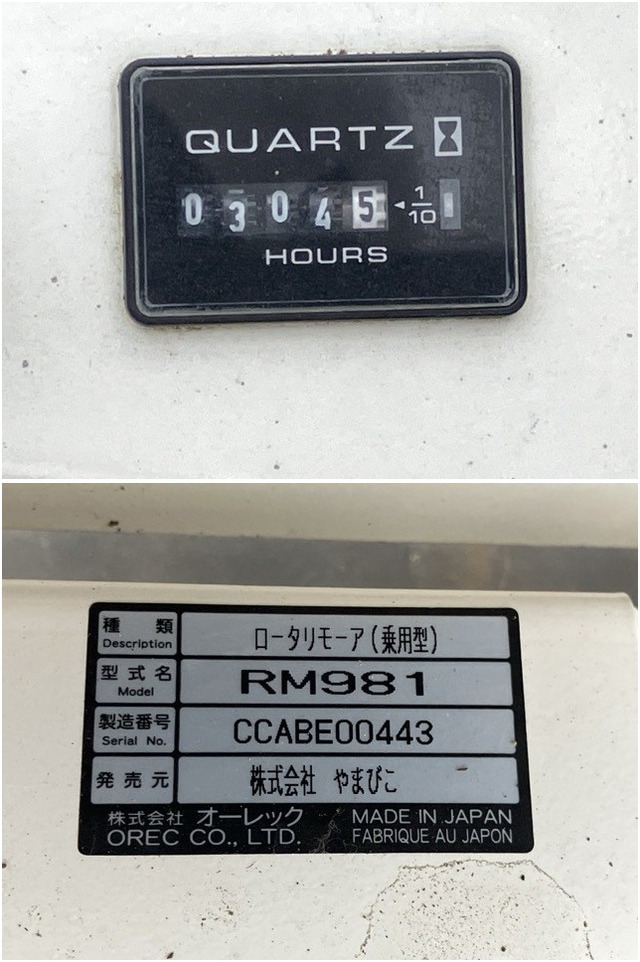 QUARTZ
03045 ◄ 1/10
HOURS
種類 ロータリモーア(乗用型)
Description
型式名 RM981
Model
製造番号 CCABE00443
Serial No.
発売元 株式会社 やまびこ
株式会社 オーレック MADE IN JAPAN
OREC CO., LTD. FABRIQUE AU JAPON